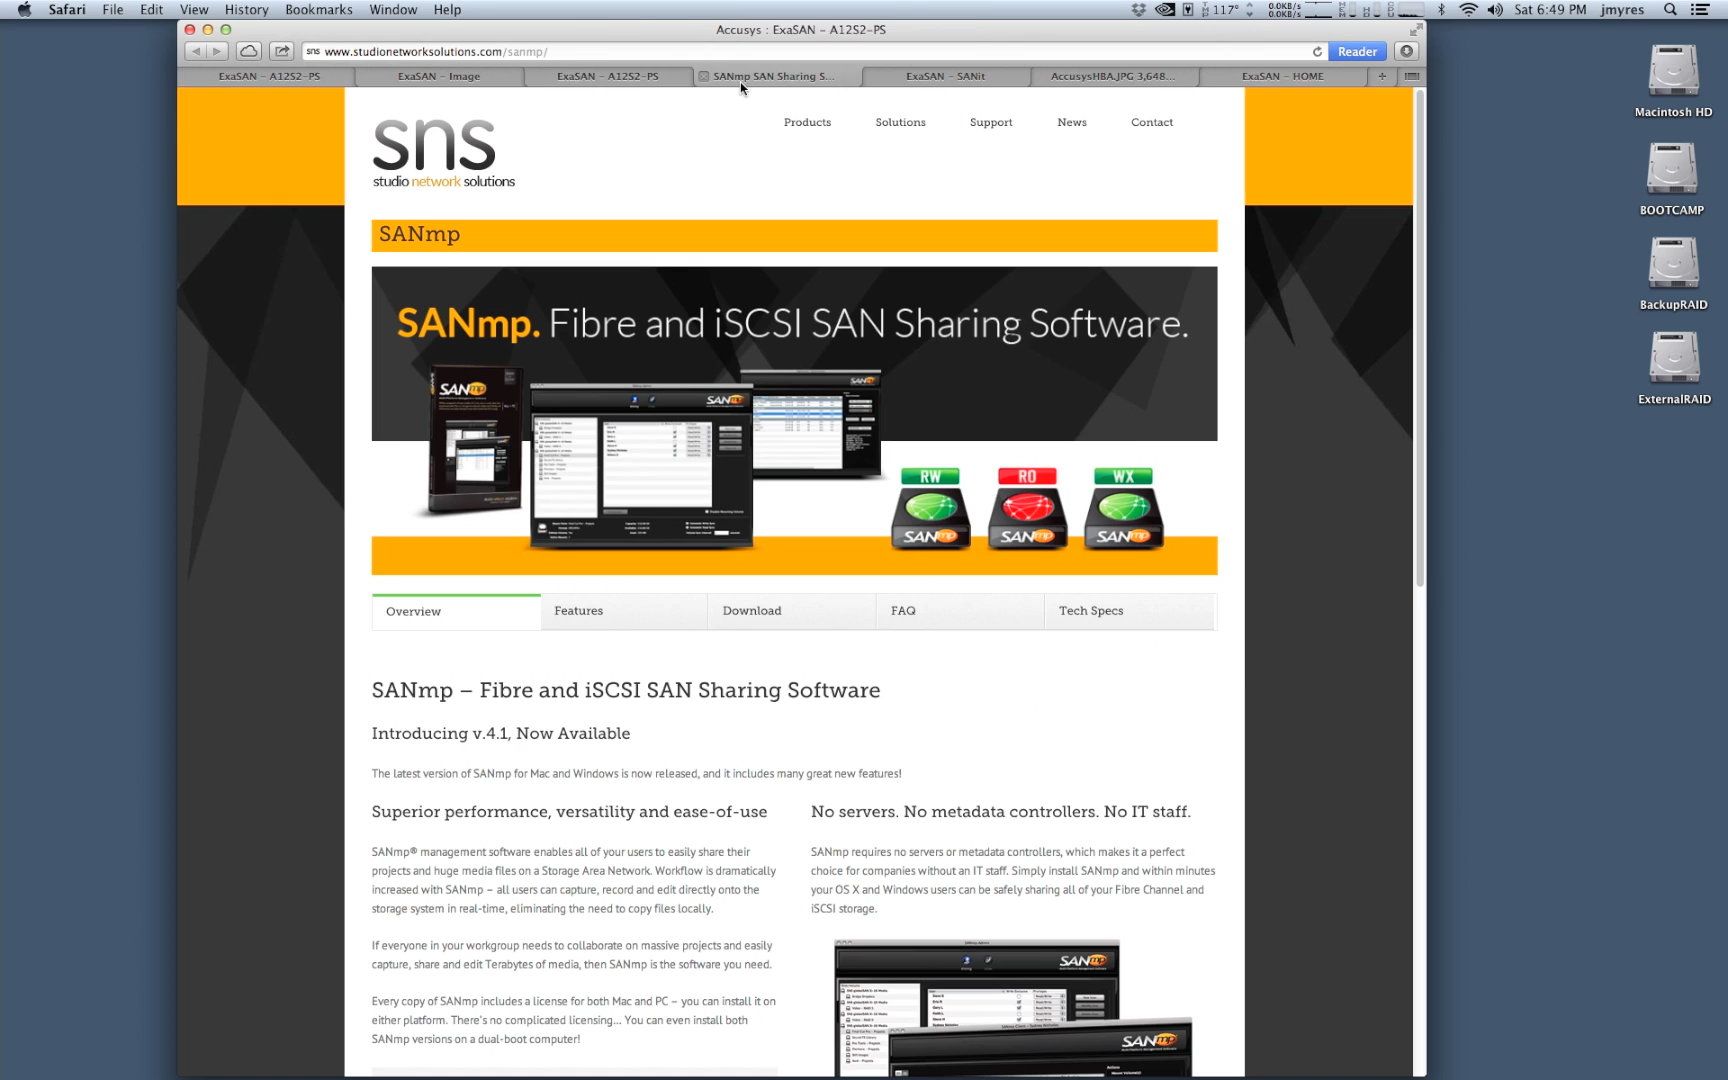 Safari File Edit View History Bookmarks Window Help 117° 0.0KB/s 0.0KB/s Sat 6:49 PM jmyres
Accusys : ExaSAN – A12S2-PS
sns www.studionetworksolutions.com/sanmp/ Reader
ExaSAN – A12S2-PS ExaSAN – Image ExaSAN – A12S2-PS SANmp SAN Sharing S... ExaSAN – SANit AccusysHBA.JPG 3,648... ExaSAN – HOME +
Products Solutions Support News Contact
sns
studio network solutions
SANmp
SANmp. Fibre and iSCSI SAN Sharing Software.
SANmp
SANmp
SANmp
RW RO WX
SANmp SANmp SANmp
Overview Features Download FAQ Tech Specs
SANmp – Fibre and iSCSI SAN Sharing Software
Introducing v.4.1, Now Available
The latest version of SANmp for Mac and Windows is now released, and it includes many great new features!
Superior performance, versatility and ease-of-use
SANmp® management software enables all of your users to easily share their
projects and huge media files on a Storage Area Network. Workflow is dramatically
increased with SANmp – all users can capture, record and edit directly onto the
storage system in real-time, eliminating the need to copy files locally.
If everyone in your workgroup needs to collaborate on massive projects and easily
capture, share and edit Terabytes of media, then SANmp is the software you need.
Every copy of SANmp includes a license for both Mac and PC – you can install it on
either platform. There's no complicated licensing... You can even install both
SANmp versions on a dual-boot computer!
No servers. No metadata controllers. No IT staff.
SANmp requires no servers or metadata controllers, which makes it a perfect
choice for companies without an IT staff. Simply install SANmp and within minutes
your OS X and Windows users can be safely sharing all of your Fibre Channel and
iSCSI storage.
SANmp
SANmp
Macintosh HD
BOOTCAMP
BackupRAID
ExternalRAID